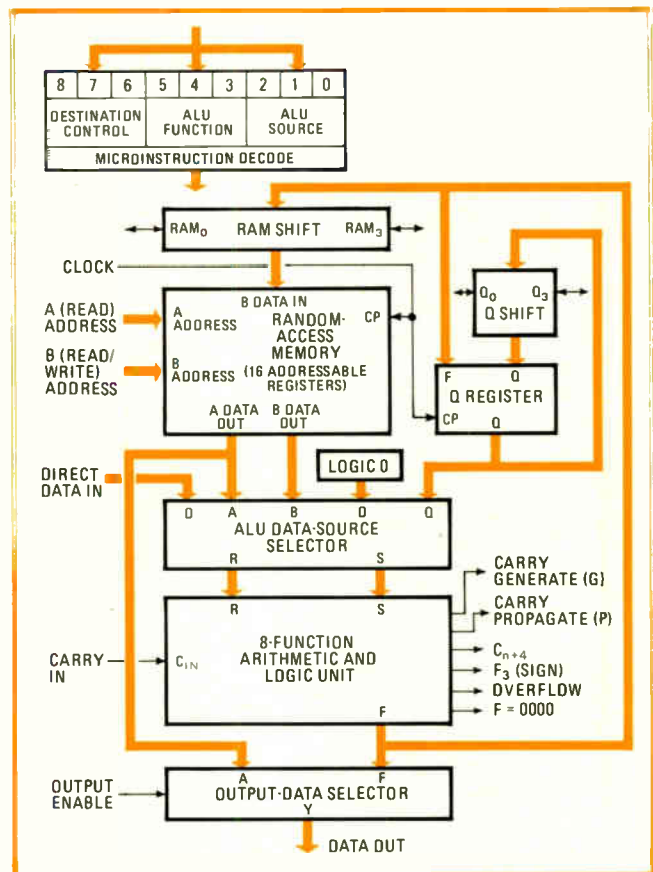 8 7 6 5 4 3 2 1 0
DESTINATION CONTROL
ALU FUNCTION
ALU SOURCE
MICROINSTRUCTION DECODE
RAM0 RAM SHIFT RAM3
CLOCK
Q0 Q3
Q SHIFT
A (READ)
ADDRESS
B (READ/
WRITE)
ADDRESS
B DATA IN
A
ADDRESS
RANDOM-
ACCESS
MEMORY
(16 ADDRESSABLE
REGISTERS)
CP
B
ADDRESS
A DATA
OUT
B DATA
OUT
F Q
Q REGISTER
CP Q
LOGIC 0
DIRECT
DATA IN
D A B 0 Q
ALU DATA-SOURCE
SELECTOR
R S
R S
8-FUNCTION
ARITHMETIC AND
LOGIC UNIT
F
CARRY
IN
CIN
CARRY
GENERATE (G)
CARRY
PROPAGATE (P)
Cn+4
F3 (SIGN)
OVERFLOW
F = 0000
OUTPUT
ENABLE
A F
OUTPUT-DATA SELECTOR
Y
DATA OUT